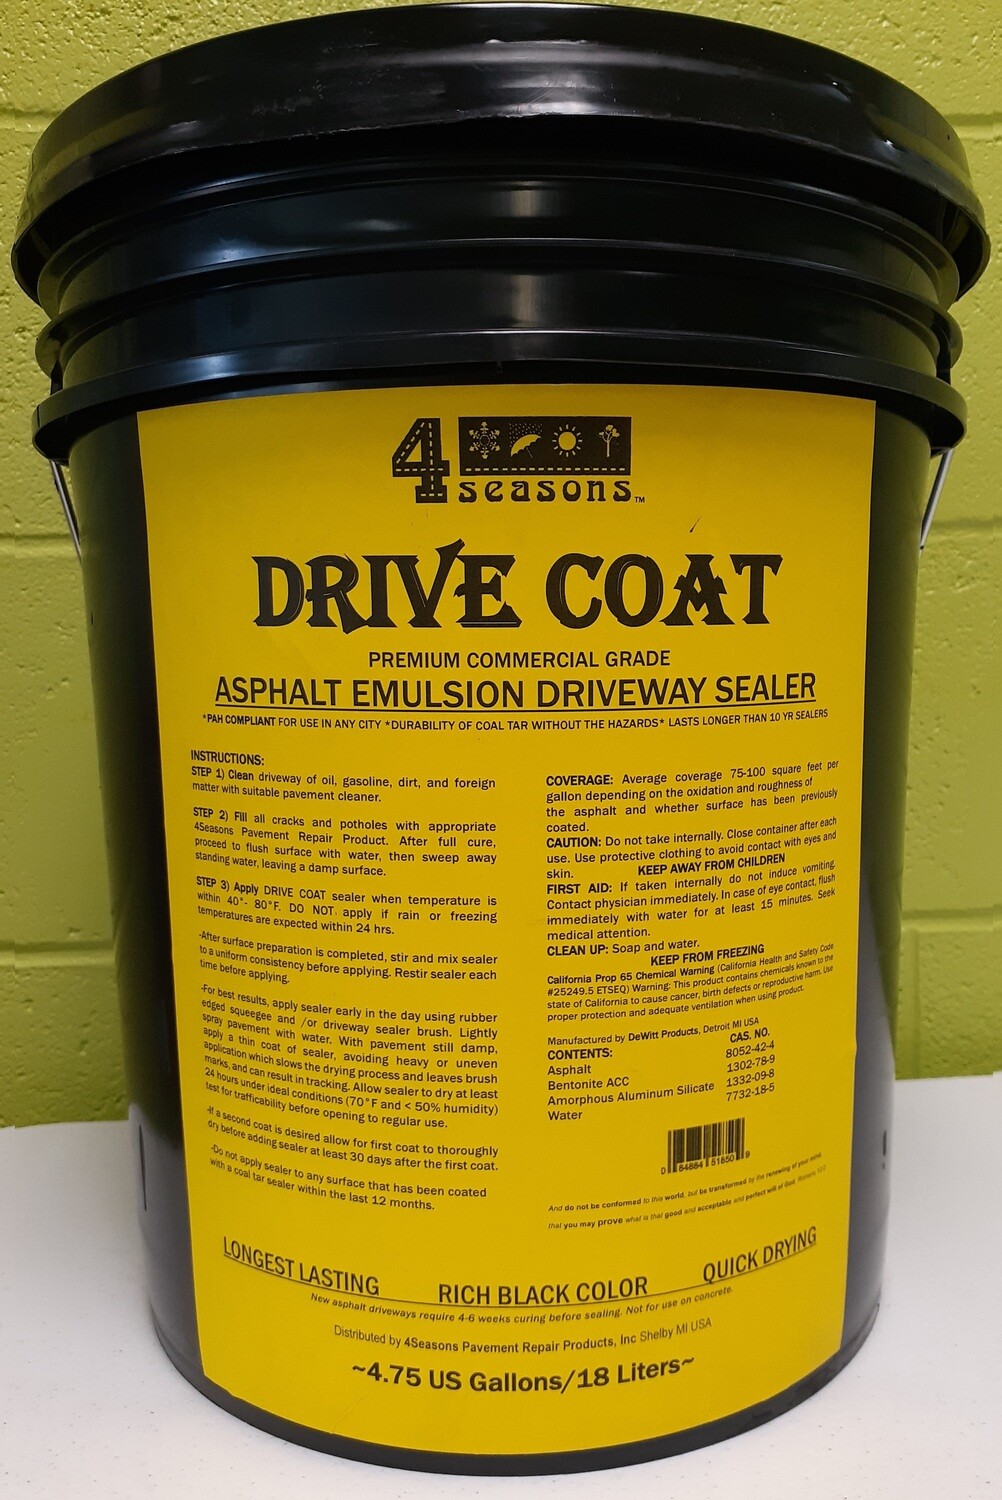 4
seasons™
DRIVE COAT
PREMIUM COMMERCIAL GRADE
ASPHALT EMULSION DRIVEWAY SEALER
*PAH COMPLIANT FOR USE IN ANY CITY *DURABILITY OF COAL TAR WITHOUT THE HAZARDS* LASTS LONGER THAN 10 YR SEALERS
INSTRUCTIONS:
STEP 1) Clean driveway of oil, gasoline, dirt, and foreign
matter with suitable pavement cleaner.
STEP 2) Fill all cracks and potholes with appropriate
4Seasons Pavement Repair Product. After full cure,
proceed to flush surface with water, then sweep away
standing water, leaving a damp surface.
STEP 3) Apply DRIVE COAT sealer when temperature is
within 40°- 80°F. DO NOT apply if rain or freezing
temperatures are expected within 24 hrs.
-After surface preparation is completed, stir and mix sealer
to a uniform consistency before applying. Restir sealer each
time before applying.
-For best results, apply sealer early in the day using rubber
edged squeegee and /or driveway sealer brush. Lightly
spray pavement with water. With pavement still damp,
apply a thin coat of sealer, avoiding heavy or uneven
application which slows the drying process and leaves brush
marks, and can result in tracking. Allow sealer to dry at least
24 hours under ideal conditions (70°F and < 50% humidity)
test for trafficability before opening to regular use.
-If a second coat is desired allow for first coat to thoroughly
dry before adding sealer at least 30 days after the first coat.
-Do not apply sealer to any surface that has been coated
with a coal tar sealer within the last 12 months.
COVERAGE: Average coverage 75-100 square feet per
gallon depending on the oxidation and roughness of
the asphalt and whether surface has been previously
coated.
CAUTION: Do not take internally. Close container after each
use. Use protective clothing to avoid contact with eyes and
skin. KEEP AWAY FROM CHILDREN
FIRST AID: If taken internally do not induce vomiting.
Contact physician immediately. In case of eye contact, flush
immediately with water for at least 15 minutes. Seek
medical attention.
CLEAN UP: Soap and water.
KEEP FROM FREEZING
California Prop 65 Chemical Warning (California Health and Safety Code
#25249.5 ETSEQ) Warning: This product contains chemicals known to the
state of California to cause cancer, birth defects or reproductive harm. Use
proper protection and adequate ventilation when using product.
Manufactured by DeWitt Products, Detroit MI USA
CONTENTS: CAS. NO.
Asphalt 8052-42-4
Bentonite ACC 1302-78-9
Amorphous Aluminum Silicate 1332-09-8
Water 7732-18-5
0 64864 51850 9
And do not be conformed to this world, but be transformed by the renewing of your mind,
that you may prove what is that good and acceptable and perfect will of God. Romans 12:2
LONGEST LASTING RICH BLACK COLOR QUICK DRYING
New asphalt driveways require 4-6 weeks curing before sealing. Not for use on concrete.
Distributed by 4Seasons Pavement Repair Products, Inc Shelby MI USA
~4.75 US Gallons/18 Liters~